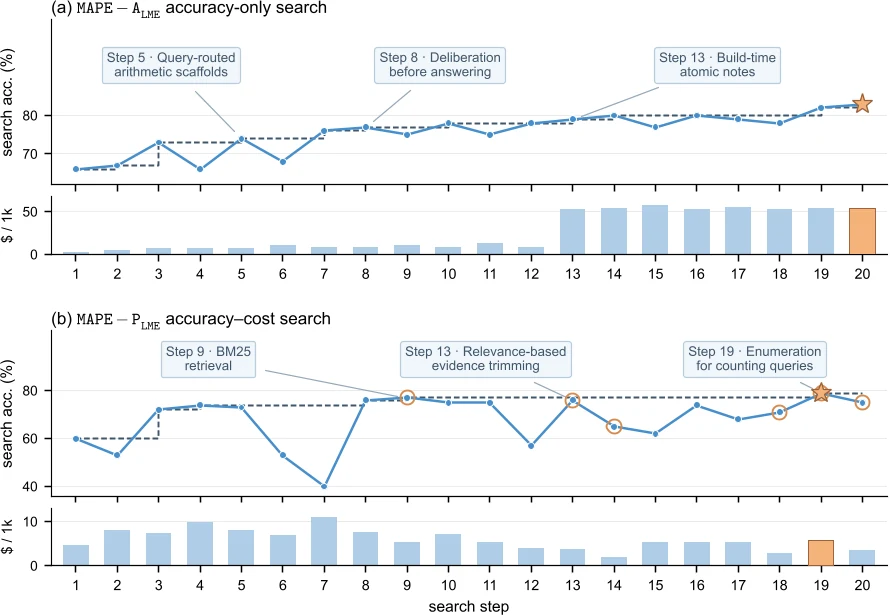 (a) MAPE−A_LME accuracy-only search
Step 5 · Query-routed
arithmetic scaffolds
Step 8 · Deliberation
before answering
Step 13 · Build-time
atomic notes
search acc. (%)
80
70
$ / 1k
50
0
1 2 3 4 5 6 7 8 9 10 11 12 13 14 15 16 17 18 19 20
(b) MAPE−P_LME accuracy–cost search
Step 9 · BM25
retrieval
Step 13 · Relevance-based
evidence trimming
Step 19 · Enumeration
for counting queries
search acc. (%)
80
60
40
$ / 1k
10
0
1 2 3 4 5 6 7 8 9 10 11 12 13 14 15 16 17 18 19 20
search step